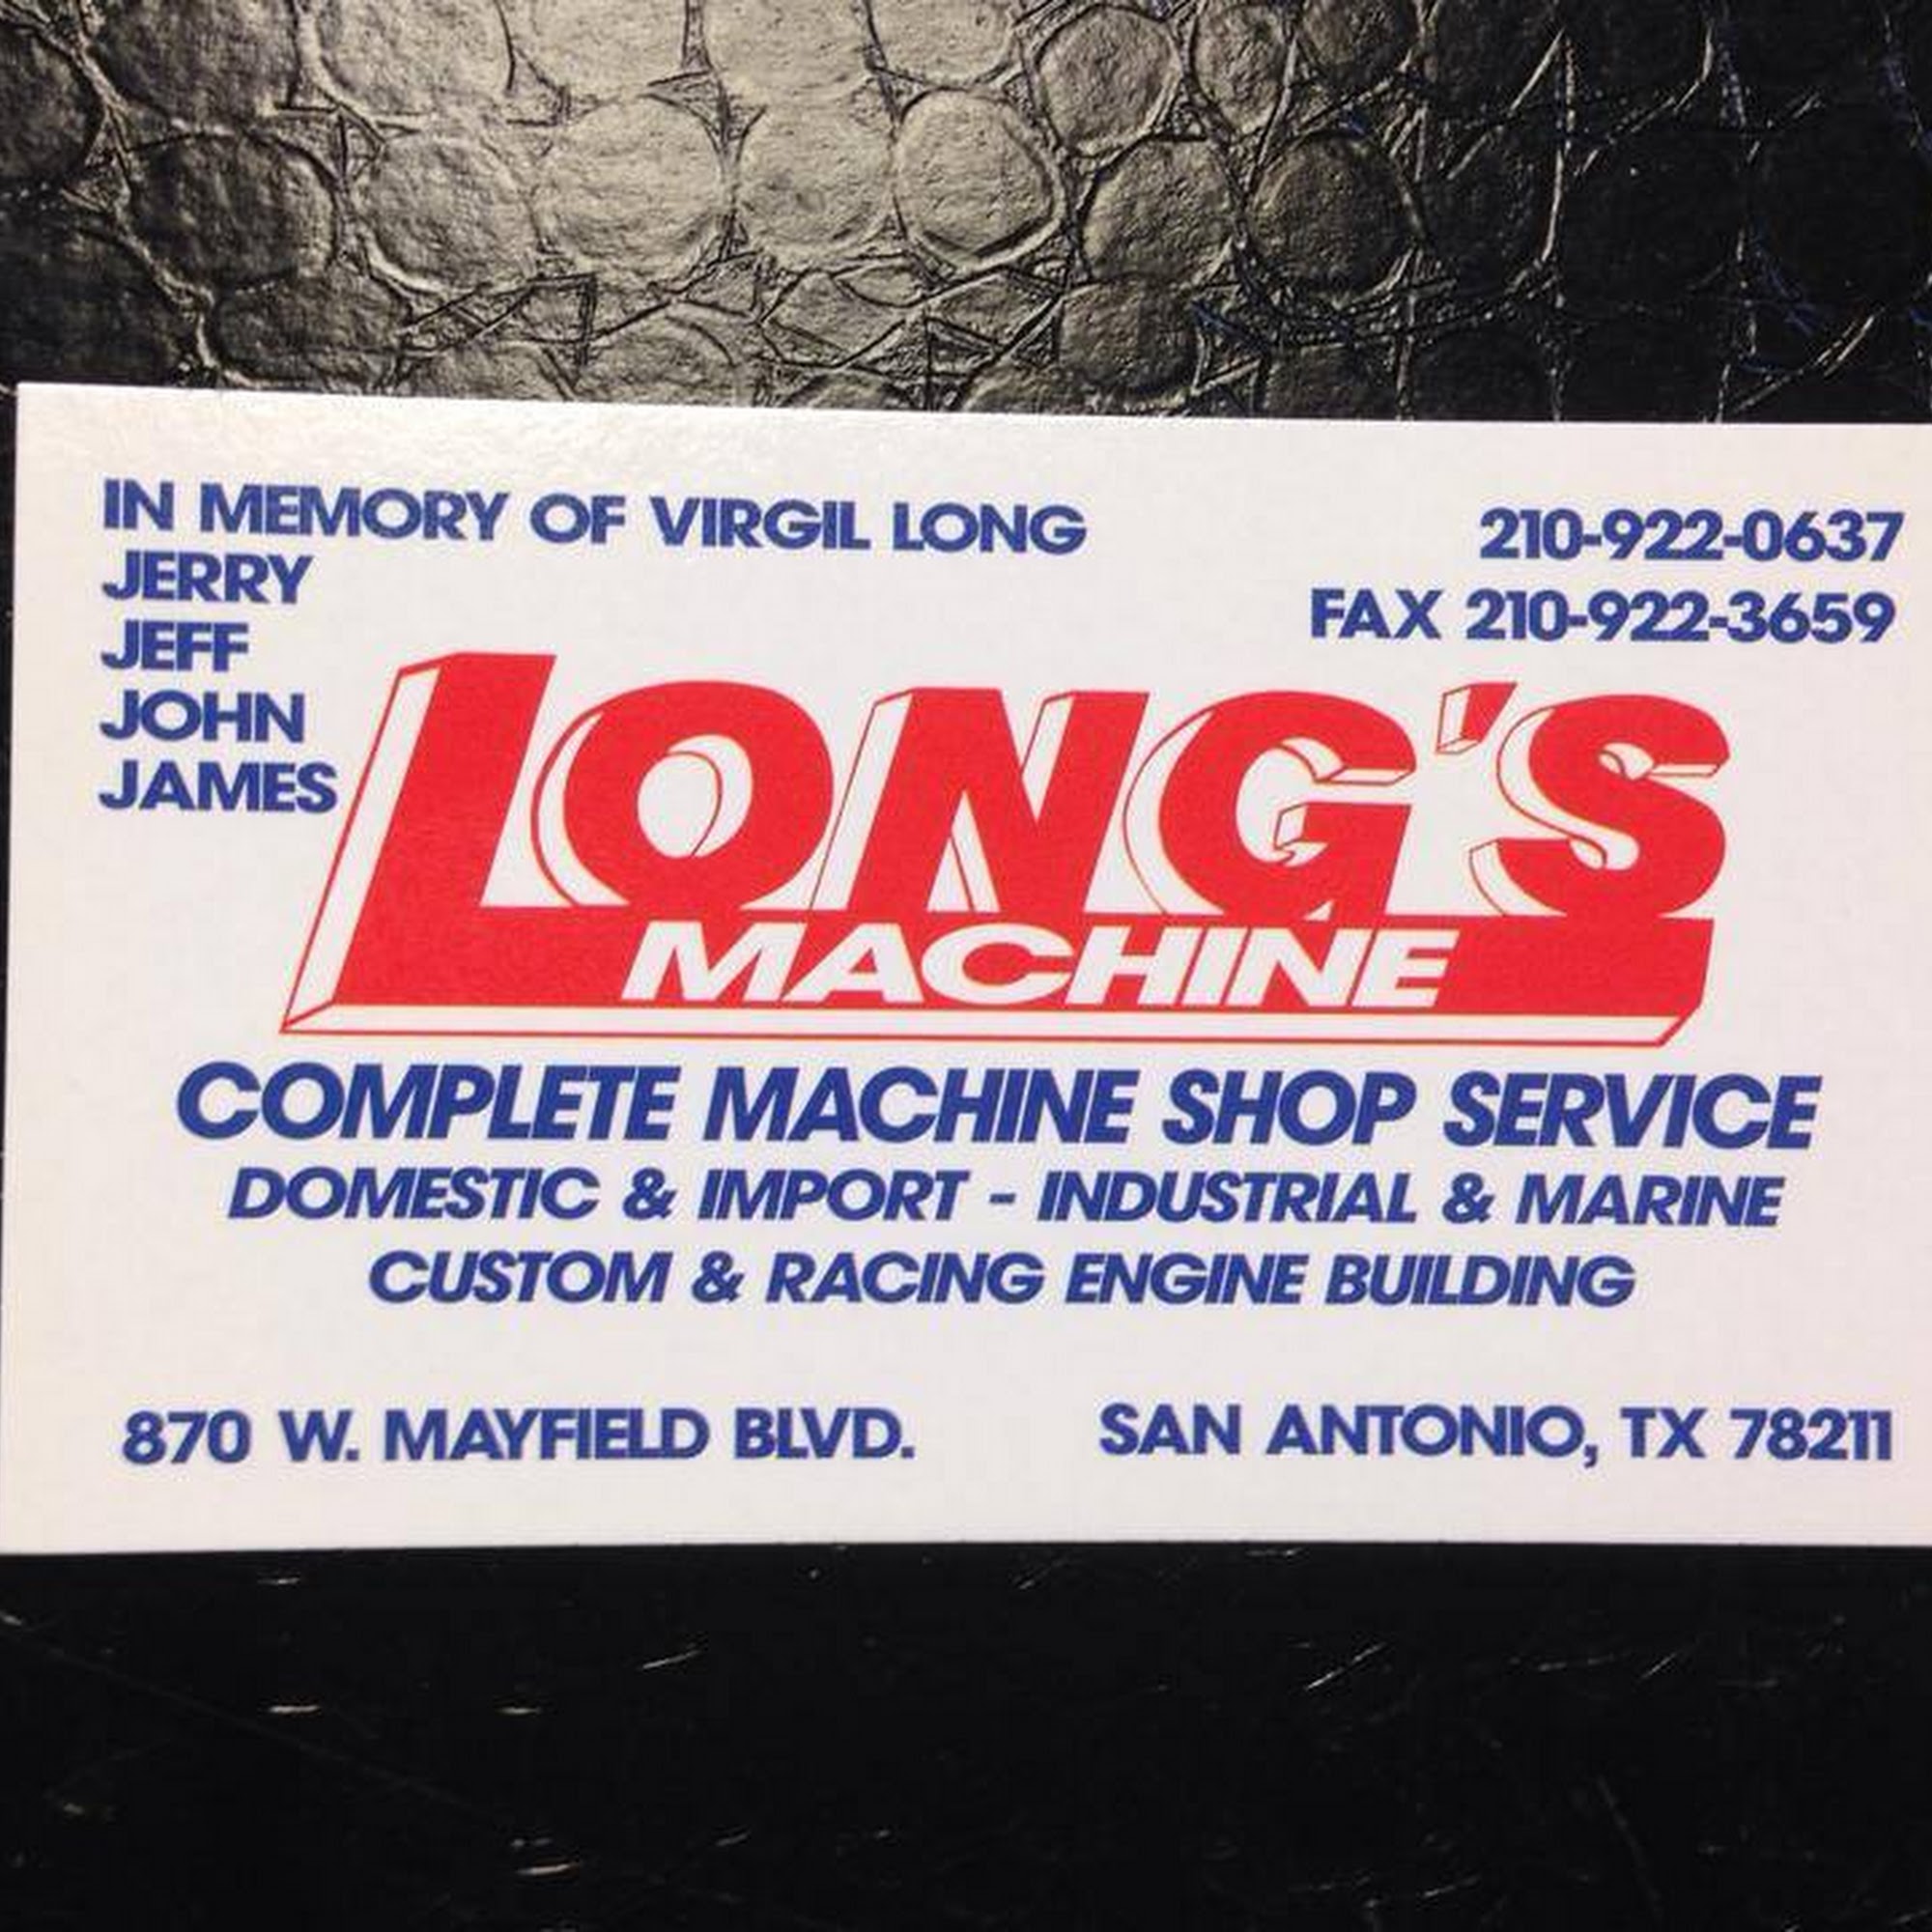 IN MEMORY OF VIRGIL LONG
210-922-0637
JERRY
FAX 210-922-3659
JEFF
JOHN
JAMES
LONG'S
MACHINE
COMPLETE MACHINE SHOP SERVICE
DOMESTIC & IMPORT - INDUSTRIAL & MARINE
CUSTOM & RACING ENGINE BUILDING
870 W. MAYFIELD BLVD.
SAN ANTONIO, TX 78211